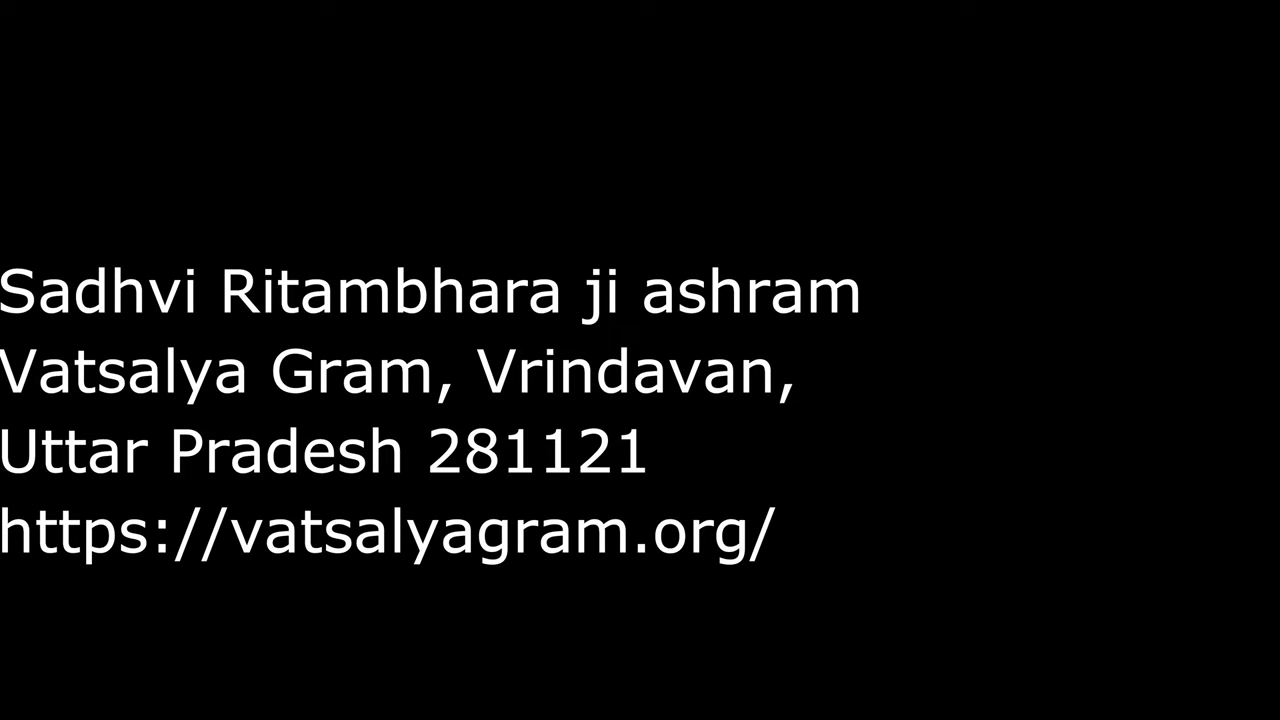 Sadhvi Ritambhara ji ashram
Vatsalya Gram, Vrindavan,
Uttar Pradesh 281121
https://vatsalyagram.org/